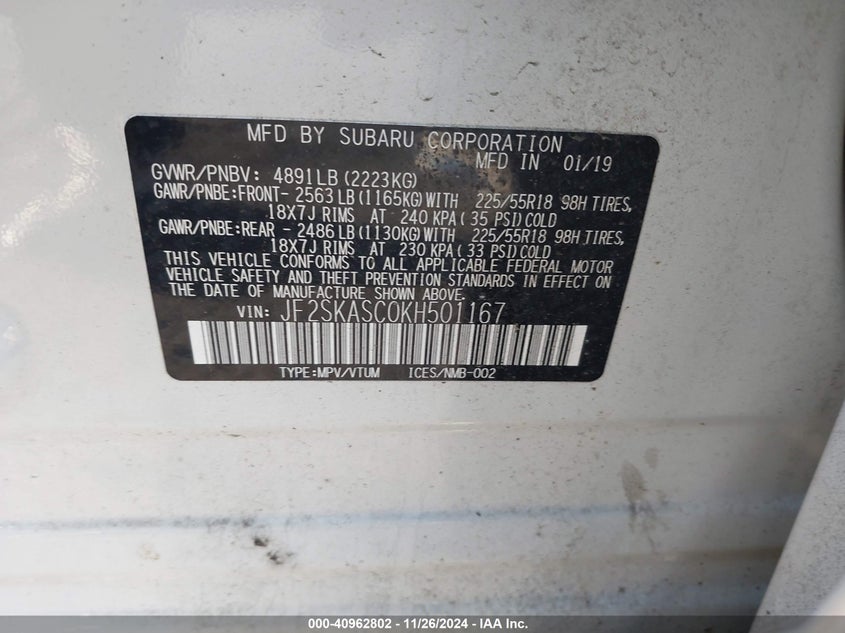 MFD BY SUBARU CORPORATION
MFD IN 01/19
GVWR/PNBV: 4891LB (2223KG)
GAWR/PNBE:FRONT- 2563 LB (1165KG) WITH 225/55R18 98H TIRES,
18X7J RIMS AT 240 KPA ( 35 PSI) COLD
GAWR/PNBE:REAR - 2486 LB (1130KG) WITH 225/55R18 98H TIRES,
18X7J RIMS AT 230 KPA ( 33 PSI) COLD
THIS VEHICLE CONFORMS TO ALL APPLICABLE FEDERAL MOTOR
VEHICLE SAFETY AND THEFT PREVENTION STANDARDS IN EFFECT ON
THE DATE OF MANUFACTURE SHOWN ABOVE.
VIN: JF2SKASC0KH501167
TYPE:MPV/VTUM ICES/NMB-002
000-40962802 - 11/26/2024 - IAA Inc.